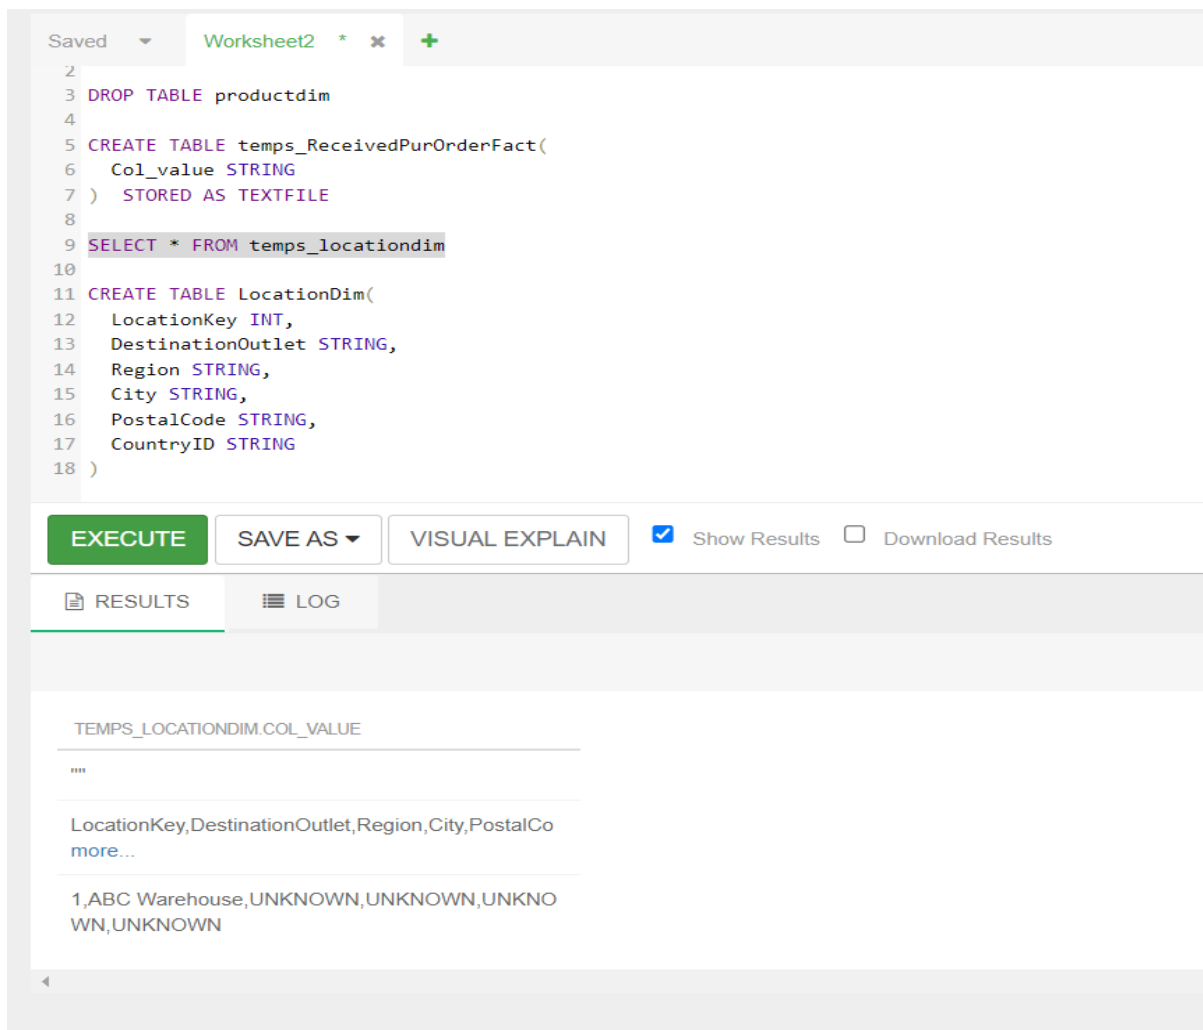 Saved Worksheet2 *
2
3 DROP TABLE productdim
4
5 CREATE TABLE temps_ReceivedPurOrderFact(
6 Col_value STRING
7 ) STORED AS TEXTFILE
8
9 SELECT * FROM temps_locationdim
10
11 CREATE TABLE LocationDim(
12 LocationKey INT,
13 DestinationOutlet STRING,
14 Region STRING,
15 City STRING,
16 PostalCode STRING,
17 CountryID STRING
18 )
EXECUTE SAVE AS VISUAL EXPLAIN Show Results Download Results
RESULTS LOG
TEMPS_LOCATIONDIM.COL_VALUE
""
LocationKey,DestinationOutlet,Region,City,PostalCo
more...
1,ABC Warehouse,UNKNOWN,UNKNOWN,UNKNO
WN,UNKNOWN